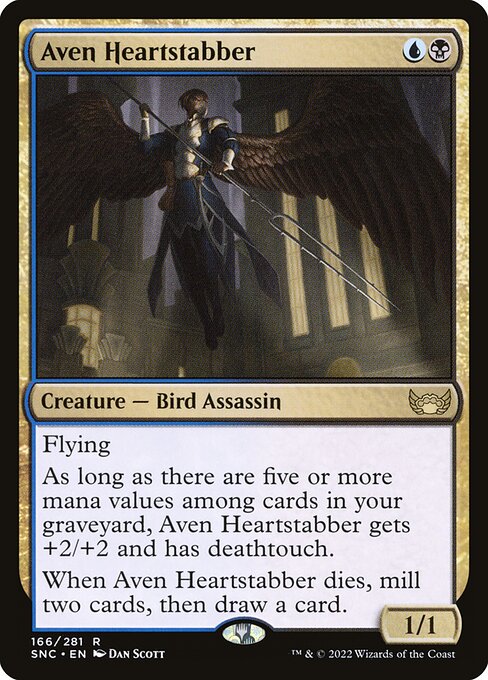 Aven Heartstabber
Creature — Bird Assassin
Flying
As long as there are five or more
mana values among cards in your
graveyard, Aven Heartstabber gets
+2/+2 and has deathtouch.
When Aven Heartstabber dies, mill
two cards, then draw a card.
1/1
166/281 R
SNC • EN Dan Scott
™ & © 2022 Wizards of the Coast